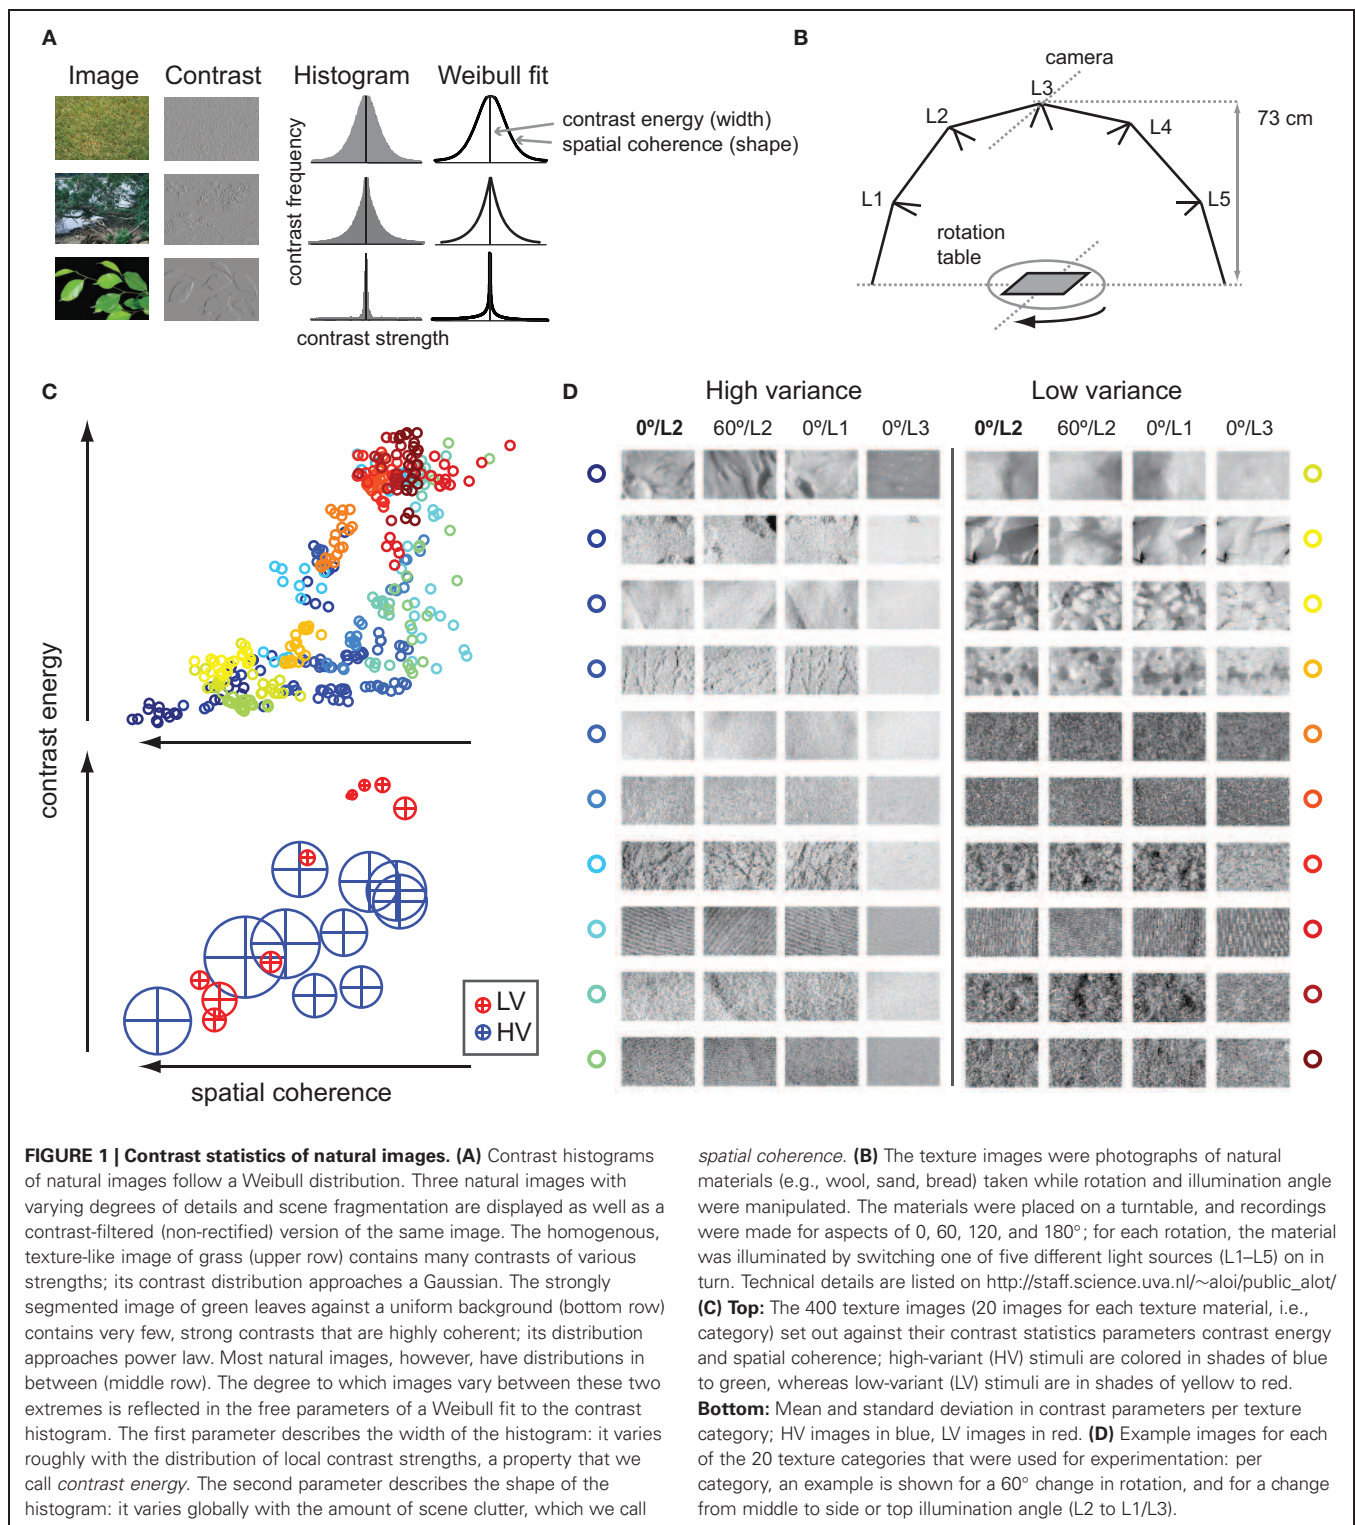 A
Image
Contrast
Histogram
Weibull fit
contrast frequency
contrast energy (width)
spatial coherence (shape)
contrast strength
B
camera
L3
L2
L4
73 cm
L1
L5
rotation
table
C
contrast energy
LV
HV
spatial coherence
D
High variance
Low variance
0°/L2
60°/L2
0°/L1
0°/L3
0°/L2
60°/L2
0°/L1
0°/L3
FIGURE 1 | Contrast statistics of natural images. (A) Contrast histograms
of natural images follow a Weibull distribution. Three natural images with
varying degrees of details and scene fragmentation are displayed as well as a
contrast-filtered (non-rectified) version of the same image. The homogenous,
texture-like image of grass (upper row) contains many contrasts of various
strengths; its contrast distribution approaches a Gaussian. The strongly
segmented image of green leaves against a uniform background (bottom row)
contains very few, strong contrasts that are highly coherent; its distribution
approaches power law. Most natural images, however, have distributions in
between (middle row). The degree to which images vary between these two
extremes is reflected in the free parameters of a Weibull fit to the contrast
histogram. The first parameter describes the width of the histogram: it varies
roughly with the distribution of local contrast strengths, a property that we
call contrast energy. The second parameter describes the shape of the
histogram: it varies globally with the amount of scene clutter, which we call
spatial coherence. (B) The texture images were photographs of natural
materials (e.g., wool, sand, bread) taken while rotation and illumination angle
were manipulated. The materials were placed on a turntable, and recordings
were made for aspects of 0, 60, 120, and 180°; for each rotation, the material
was illuminated by switching one of five different light sources (L1–L5) on in
turn. Technical details are listed on http://staff.science.uva.nl/~aloi/public_alot/
(C) Top: The 400 texture images (20 images for each texture material, i.e.,
category) set out against their contrast statistics parameters contrast energy
and spatial coherence; high-variant (HV) stimuli are colored in shades of blue
to green, whereas low-variant (LV) stimuli are in shades of yellow to red.
Bottom: Mean and standard deviation in contrast parameters per texture
category; HV images in blue, LV images in red. (D) Example images for each
of the 20 texture categories that were used for experimentation: per
category, an example is shown for a 60° change in rotation, and for a change
from middle to side or top illumination angle (L2 to L1/L3).